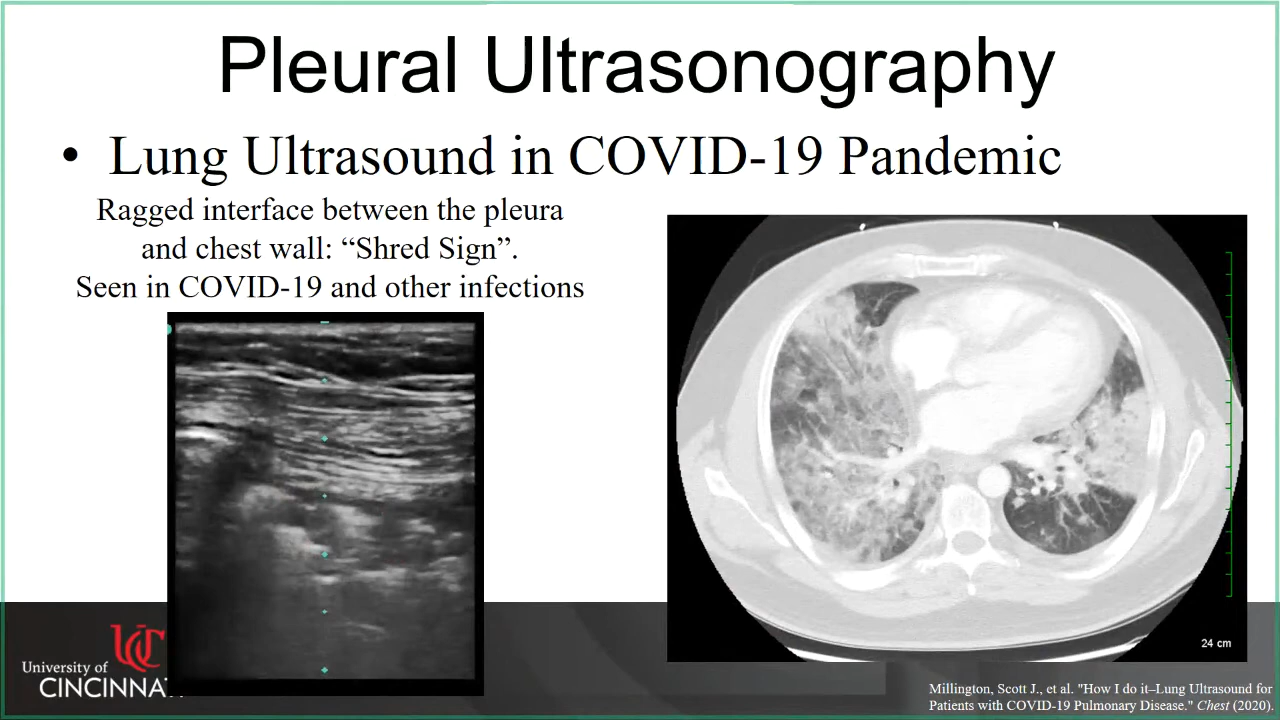 Pleural Ultrasonography
• Lung Ultrasound in COVID-19 Pandemic
Ragged interface between the pleura
and chest wall: “Shred Sign”.
Seen in COVID-19 and other infections
24 cm
UC
University of
CINCINNAT
Millington, Scott J., et al. "How I do it–Lung Ultrasound for
Patients with COVID-19 Pulmonary Disease." Chest (2020).